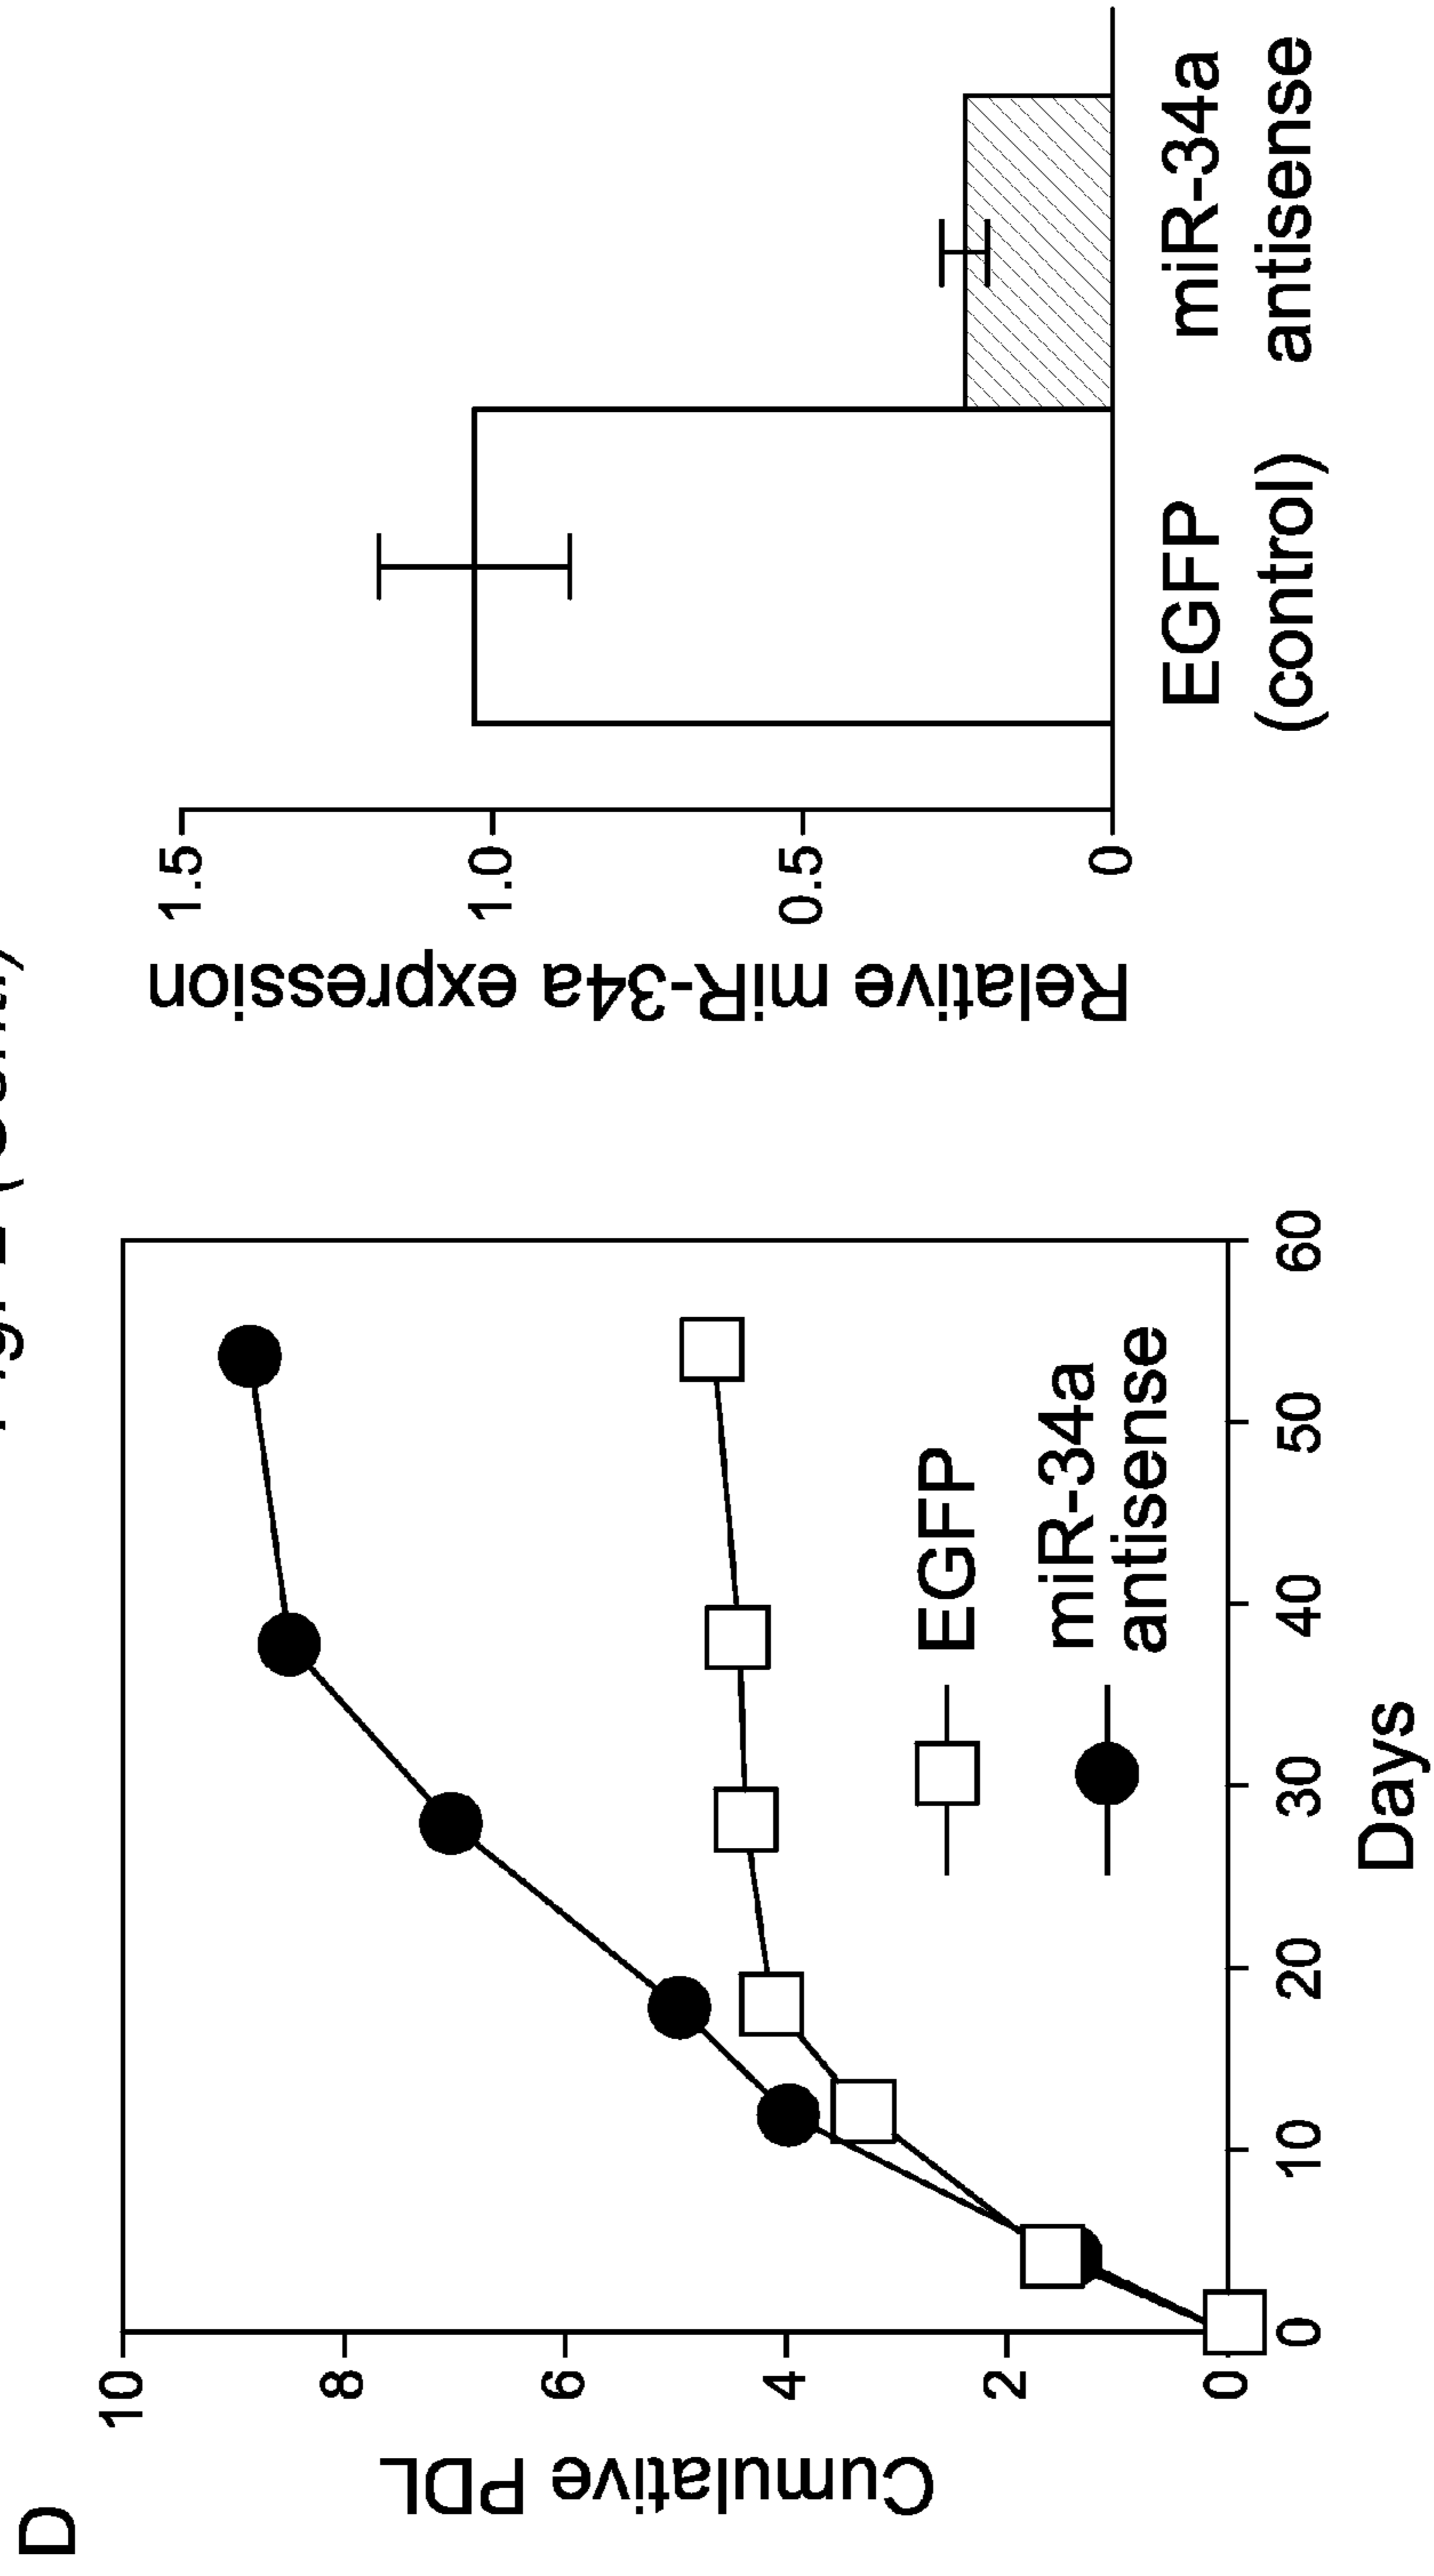 D
Cumulative PDL
10
8
6
4
2
0
0 10 20 30 40 50 60
Days
EGFP
miR-34a
antisense
Relative miR-34a expression
1.5
1.0
0.5
0
EGFP
(control)
miR-34a
antisense